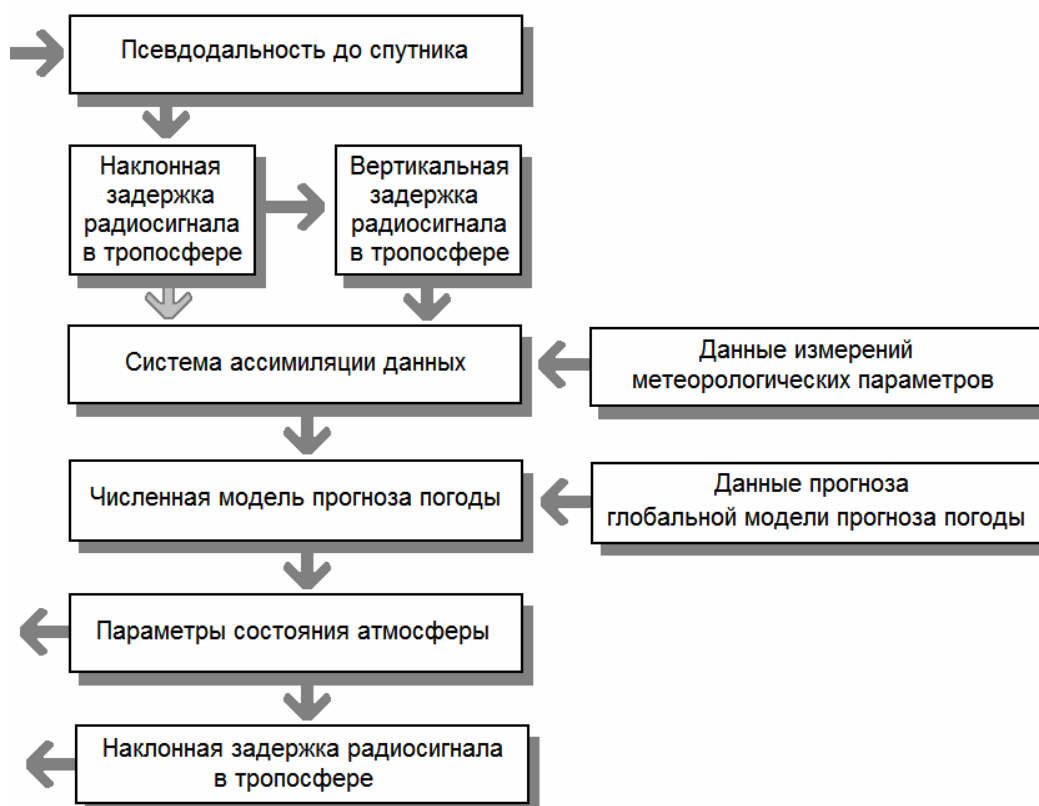 Псевдодальность до спутника
Наклонная
задержка
радиосигнала
в тропосфере
Вертикальная
задержка
радиосигнала
в тропосфере
Система ассимиляции данных
Данные измерений
метеорологических параметров
Численная модель прогноза погоды
Данные прогноза
глобальной модели прогноза погоды
Параметры состояния атмосферы
Наклонная задержка радиосигнала
в тропосфере